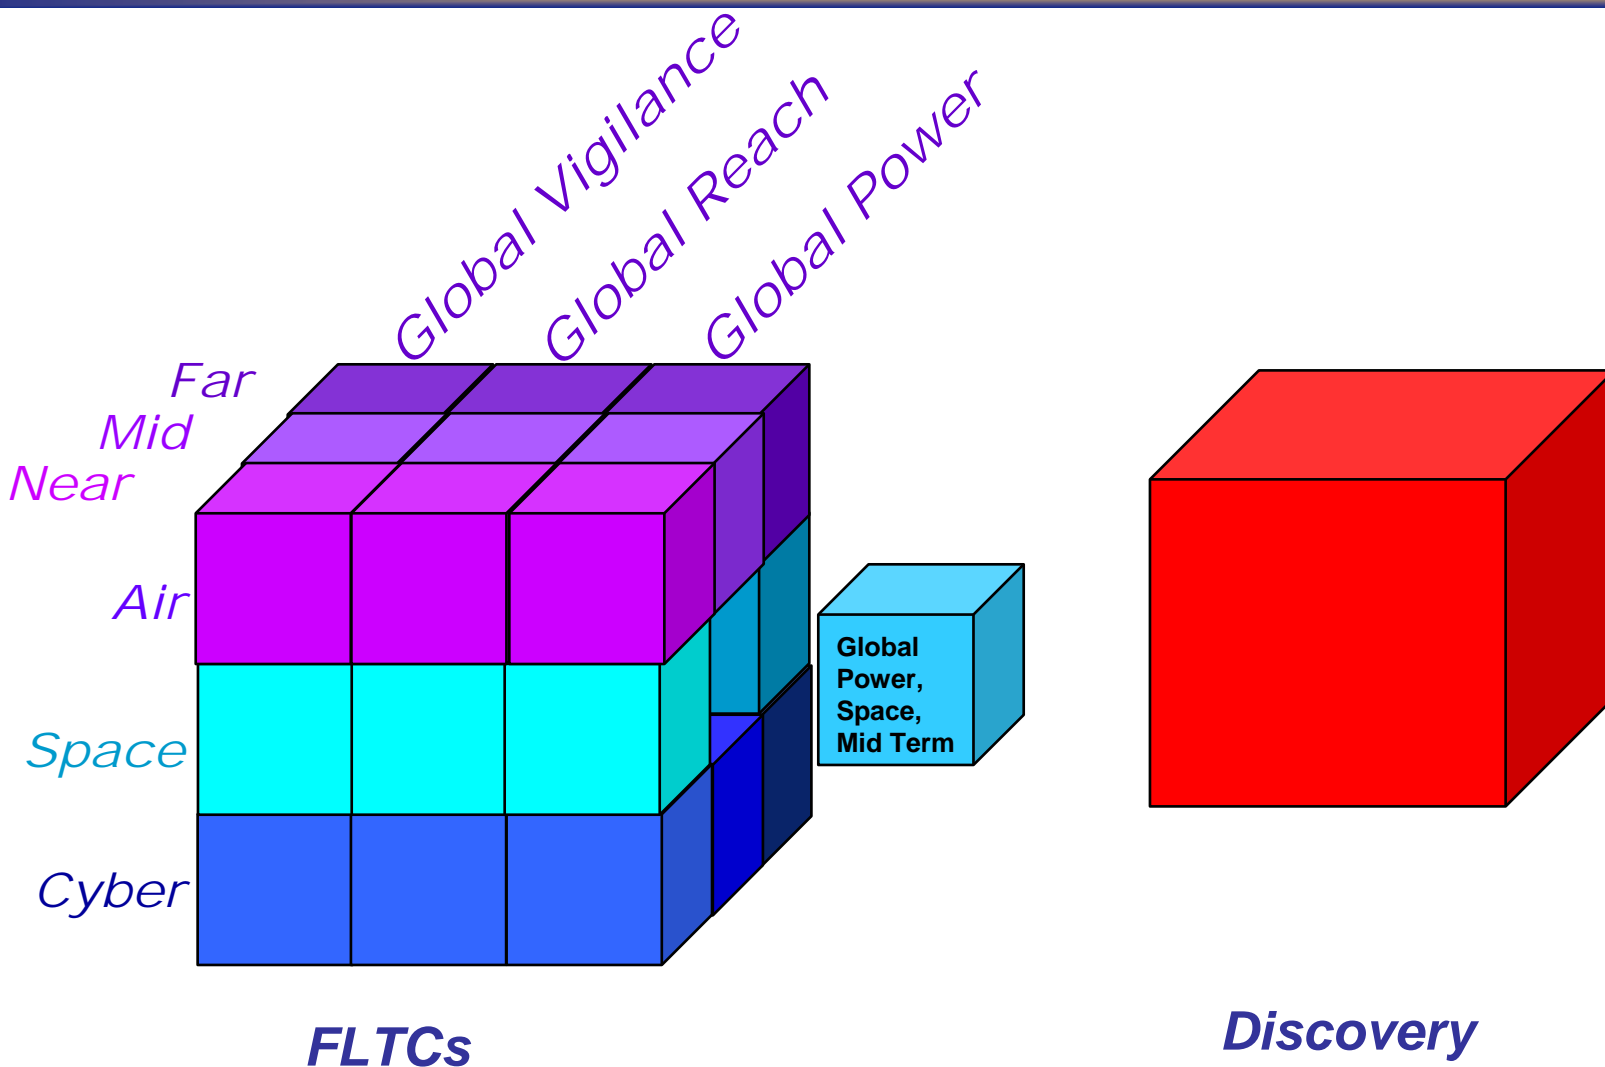 Global Vigilance
Global Reach
Global Power
Far
Mid
Near
Air
Space
Cyber
Global
Power,
Space,
Mid Term
FLTCs
Discovery